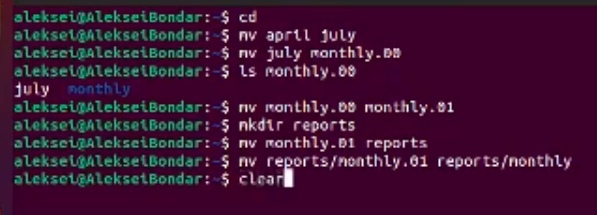 aleksei@AlekseiBondar:~$ cd
aleksei@AlekseiBondar:~$ mv april july
aleksei@AlekseiBondar:~$ mv july monthly.00
aleksei@AlekseiBondar:~$ ls monthly.00
july monthly
aleksei@AlekseiBondar:~$ mv monthly.00 monthly.01
aleksei@AlekseiBondar:~$ mkdir reports
aleksei@AlekseiBondar:~$ mv monthly.01 reports
aleksei@AlekseiBondar:~$ mv reports/monthly.01 reports/monthly
aleksei@AlekseiBondar:~$ clear